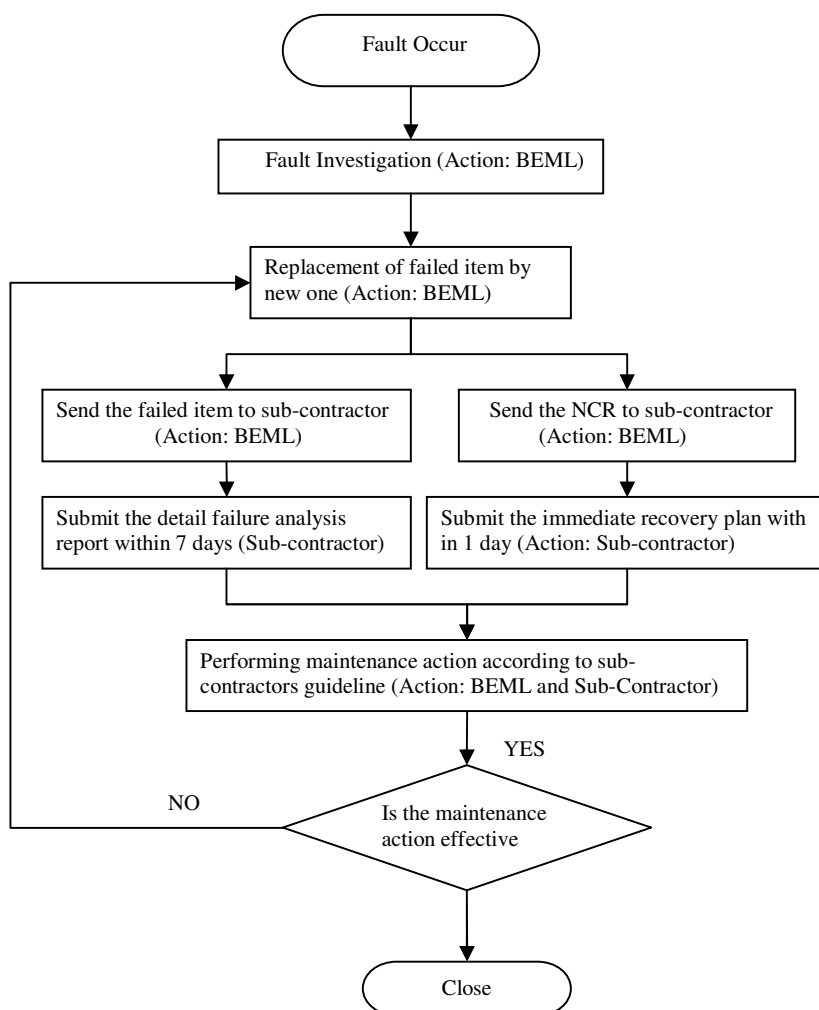 Fault Occur
Fault Investigation (Action: BEML)
Replacement of failed item by
new one (Action: BEML)
Send the failed item to sub-contractor
(Action: BEML)
Send the NCR to sub-contractor
(Action: BEML)
Submit the detail failure analysis
report within 7 days (Sub-contractor)
Submit the immediate recovery plan with
in 1 day (Action: Sub-contractor)
Performing maintenance action according to sub-
contractors guideline (Action: BEML and Sub-Contractor)
YES
NO
Is the maintenance
action effective
Close